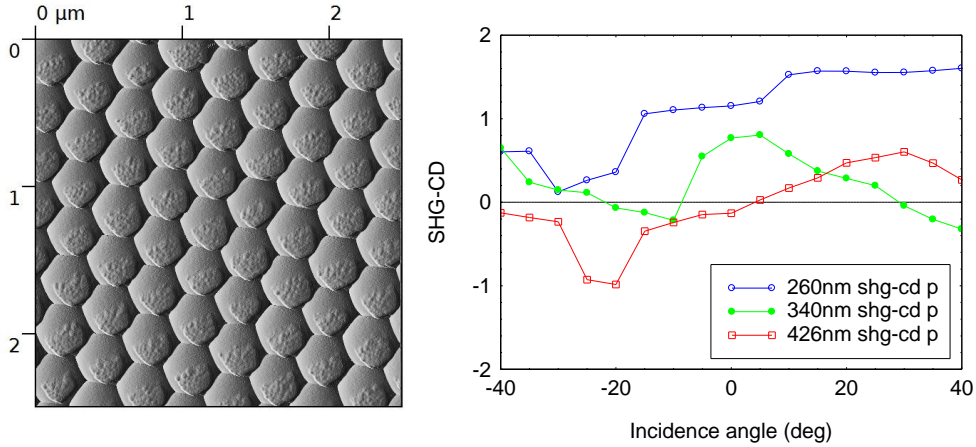 0 µm 1 2
0
1
2
2
1
0
-1
-2
SHG-CD
260nm shg-cd p
340nm shg-cd p
426nm shg-cd p
-40 -20 0 20 40
Incidence angle (deg)